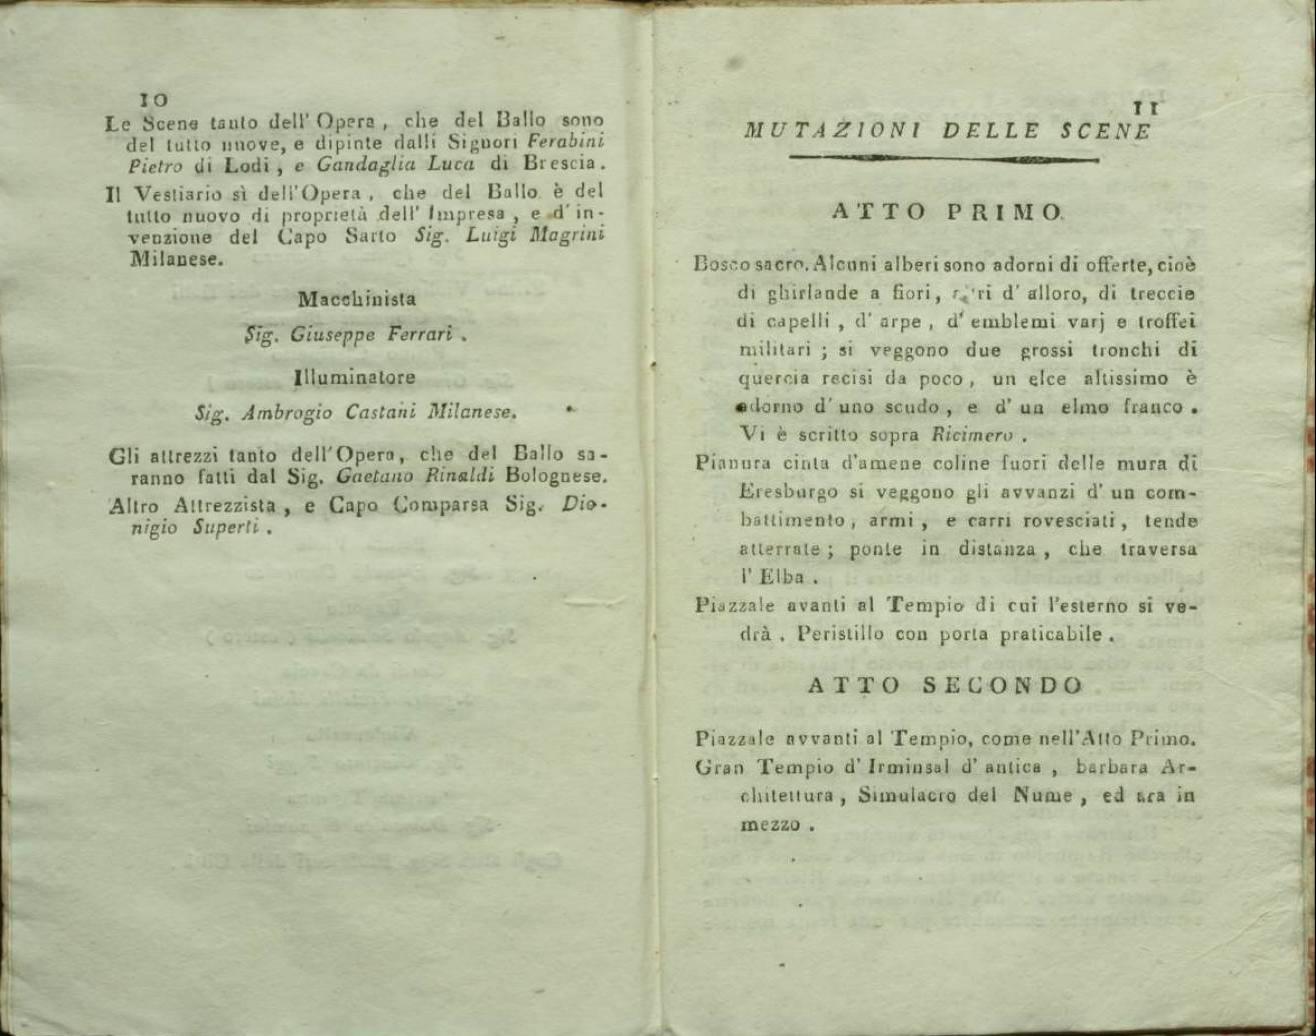 10
Le Scene tanto dell' Opera , che del Ballo sono
del tutto nuove, e dipinte dalli Signori Ferabini
Pietro di Lodi , e Gandaglia Luca di Brescia .
Il Vestiario sì dell'Opera , che del Ballo è del
tutto nuovo di proprietà dell' Impresa , e d' in-
venzione del Capo Sarto Sig. Luigi Magrini
Milanese.
Macchinista
Sig. Giuseppe Ferrari .
Illuminatore
Sig. Ambrogio Castani Milanese.
Gli attrezzi tanto dell'Opera, che del Ballo sa-
ranno fatti dal Sig. Gaetano Rinaldi Bolognese.
Altro Attrezzista , e Capo Comparsa Sig. Dio-
nigio Superti .
11
MUTAZIONI DELLE SCENE
ATTO PRIMO
Bosco sacro. Alcuni alberi sono adorni di offerte, cioè
di ghirlande a fiori, d' alloro, di treccie
di capelli , d' arpe , d' emblemi varj e troffei
militari ; si veggono due grossi tronchi di
quercia recisi da poco , un elce altissimo è
adorno d' uno scudo , e d' un elmo franco .
Vi è scritto sopra Ricimero .
Pianura cinta d'amene coline fuori delle mura di
Eresburgo si veggono gli avvanzi d' un com-
battimento , armi , e carri rovesciati , tende
atterrate ; ponte in distanza , che traversa
l' Elba .
Piazzale avanti al Tempio di cui l'esterno si ve-
drà . Peristillo con porta praticabile .
ATTO SECONDO
Piazzale avvanti al Tempio, come nell'Atto Primo.
Gran Tempio d' Irminsal d' antica , barbara Ar-
chitettura , Simulacro del Nume , ed ara in
mezzo .